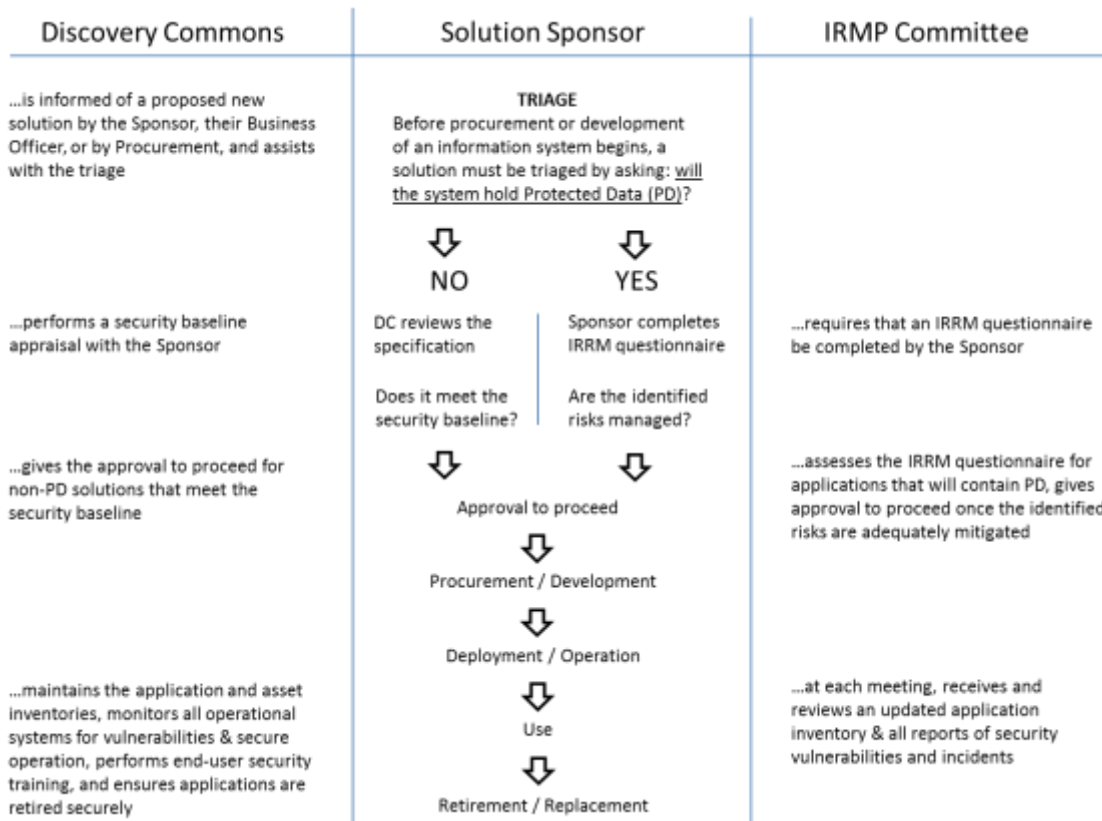 Discovery Commons
Solution Sponsor
IRMP Committee
...is informed of a proposed new
solution by the Sponsor, their Business
Officer, or by Procurement, and assists
with the triage
TRIAGE
Before procurement or development
of an information system begins, a
solution must be triaged by asking: will
the system hold Protected Data (PD)?
NO
YES
...performs a security baseline
appraisal with the Sponsor
DC reviews the
specification
Does it meet the
security baseline?
Sponsor completes
IRRM questionnaire
Are the identified
risks managed?
...requires that an IRRM questionnaire
be completed by the Sponsor
...gives the approval to proceed for
non-PD solutions that meet the
security baseline
Approval to proceed
...assesses the IRRM questionnaire for
applications that will contain PD, gives
approval to proceed once the identified
risks are adequately mitigated
Procurement / Development
Deployment / Operation
...maintains the application and asset
inventories, monitors all operational
systems for vulnerabilities & secure
operation, performs end-user security
training, and ensures applications are
retired securely
Use
Retirement / Replacement
...at each meeting, receives and
reviews an updated application
inventory & all reports of security
vulnerabilities and incidents